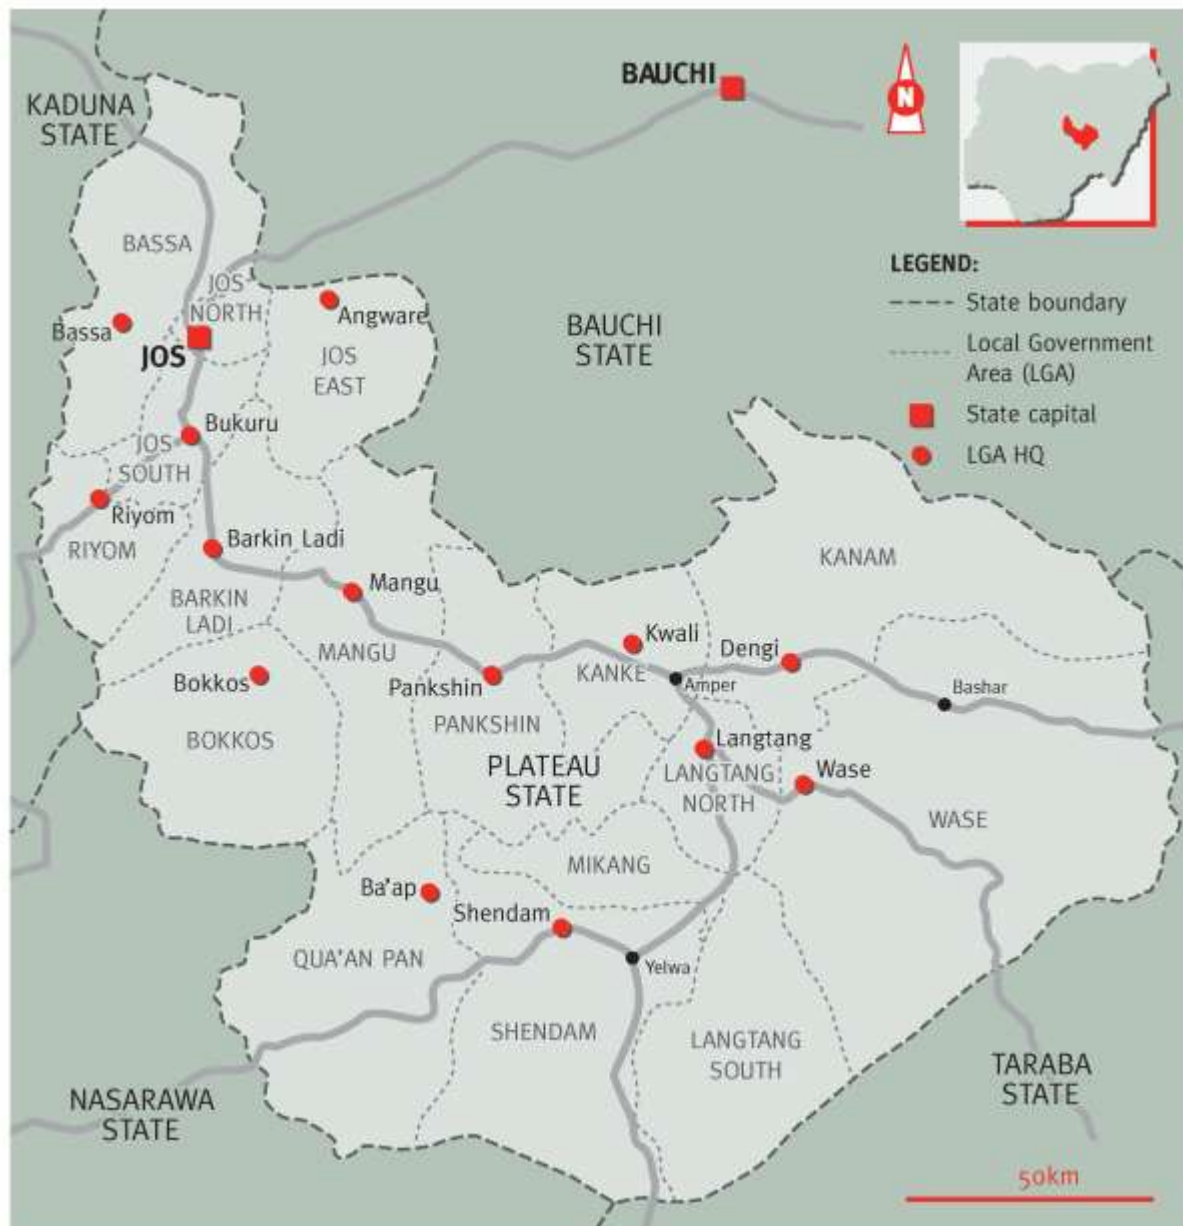 BAUCHI
N
KADUNA
STATE
LEGEND:
State boundary
Local Government
Area (LGA)
State capital
LGA HQ
BASSA
JOS
NORTH
Bassa
Angware
JOS
JOS
EAST
BAUCHI
STATE
Bukuru
JOS
SOUTH
Riyom
RIYOM
Barkin Ladi
BARKIN
LADI
Mangu
MANGU
KANAM
Kwali
KANKE
Dengi
Amper
Bashar
Bokkos
BOKKOS
Pankshin
PANKSHIN
PLATEAU
STATE
Langtang
LANGTANG
NORTH
Wase
WASE
MIKANG
Ba'ap
Shendam
QUA'AN PAN
Yelwa
SHENDAM
LANGTANG
SOUTH
NASARAWA
STATE
TARABA
STATE
50km